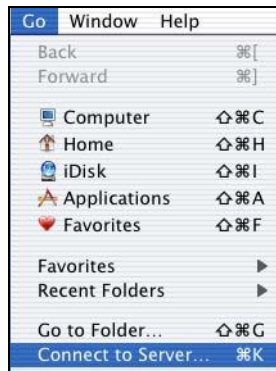 Go Window Help
Back ⌘[
Forward ⌘]
Computer ⇧⌘C
Home ⇧⌘H
iDisk ⇧⌘I
Applications ⇧⌘A
Favorites ⇧⌘F
Favorites ▶
Recent Folders ▶
Go to Folder... ⇧⌘G
Connect to Server... ⌘K